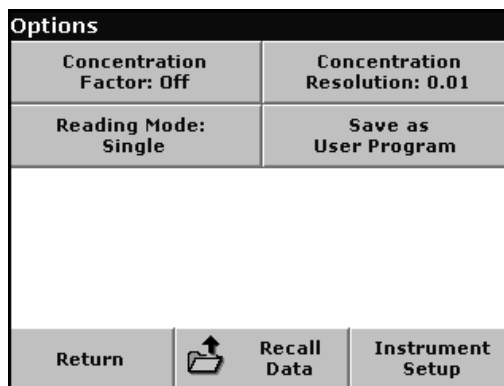 Options
Concentration
Factor: Off
Concentration
Resolution: 0.01
Reading Mode:
Single
Save as
User Program
Return
Recall
Data
Instrument
Setup